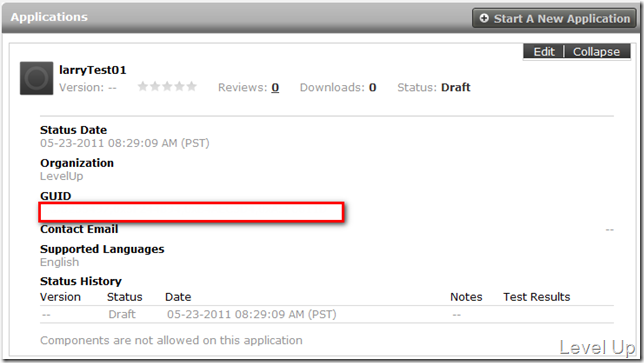 Applications
Start A New Application
Edit | Collapse
larryTest01
Version: -- Reviews: 0 Downloads: 0 Status: Draft
Status Date
05-23-2011 08:29:09 AM (PST)
Organization
LevelUp
GUID
Contact Email --
Supported Languages
English
Status History
Version Status Date Notes Test Results
-- Draft 05-23-2011 08:29:09 AM (PST) --
Components are not allowed on this application
Level Up